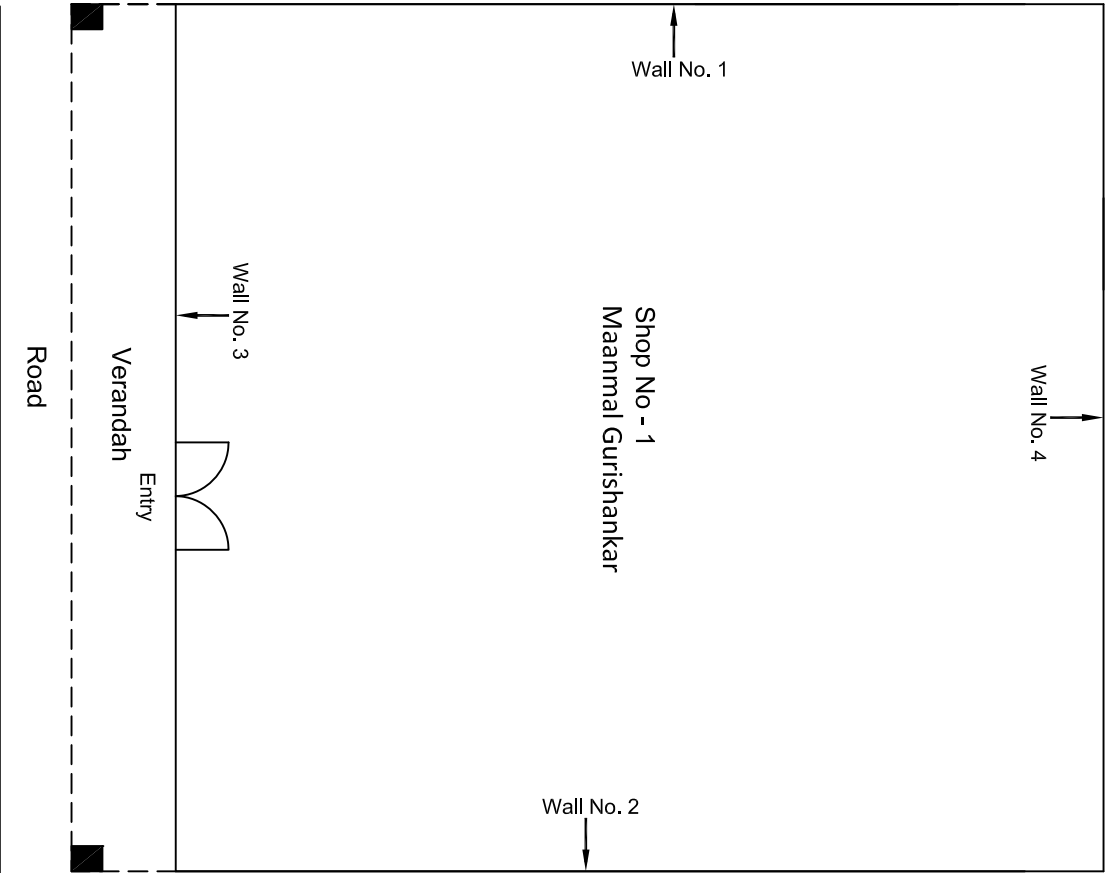 Wall No. 1
Wall No. 4
Shop No - 1
Maanmal Gurishankar
Wall No. 3
Entry
Verandah
Road
Wall No. 2